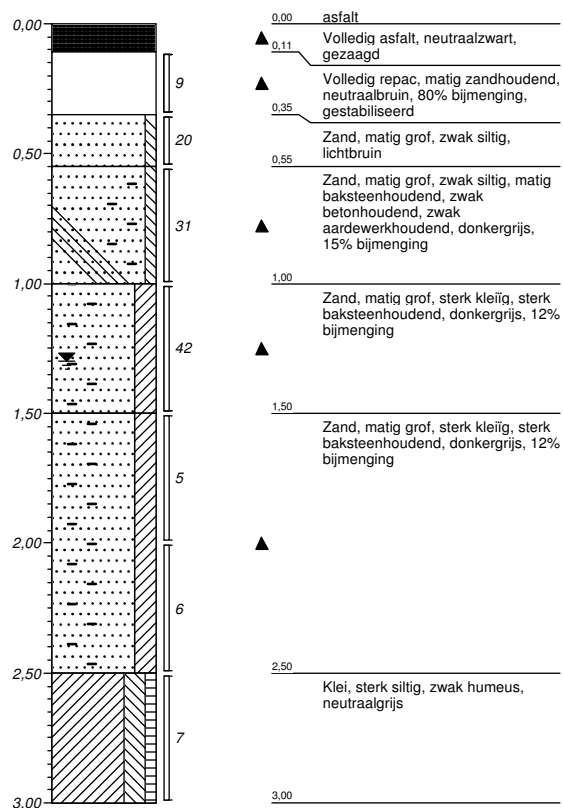 0,00
0,50
1,00
1,50
2,00
2,50
3,00
9
20
31
42
5
6
7
0,00 asfalt
Volledig asfalt, neutraalzwart,
gezaagd
0,11
Volledig repac, matig zandhoudend,
neutraalbruin, 80% bijmenging,
gestabiliseerd
0,35
Zand, matig grof, zwak siltig,
lichtbruin
0,55
Zand, matig grof, zwak siltig, matig
baksteenhoudend, zwak
betonhoudend, zwak
aardewerkhoudend, donkergrijs,
15% bijmenging
1,00
Zand, matig grof, sterk kleiïg, sterk
baksteenhoudend, donkergrijs, 12%
bijmenging
1,50
Zand, matig grof, sterk kleiïg, sterk
baksteenhoudend, donkergrijs, 12%
bijmenging
2,50
Klei, sterk siltig, zwak humeus,
neutraalgrijs
3,00